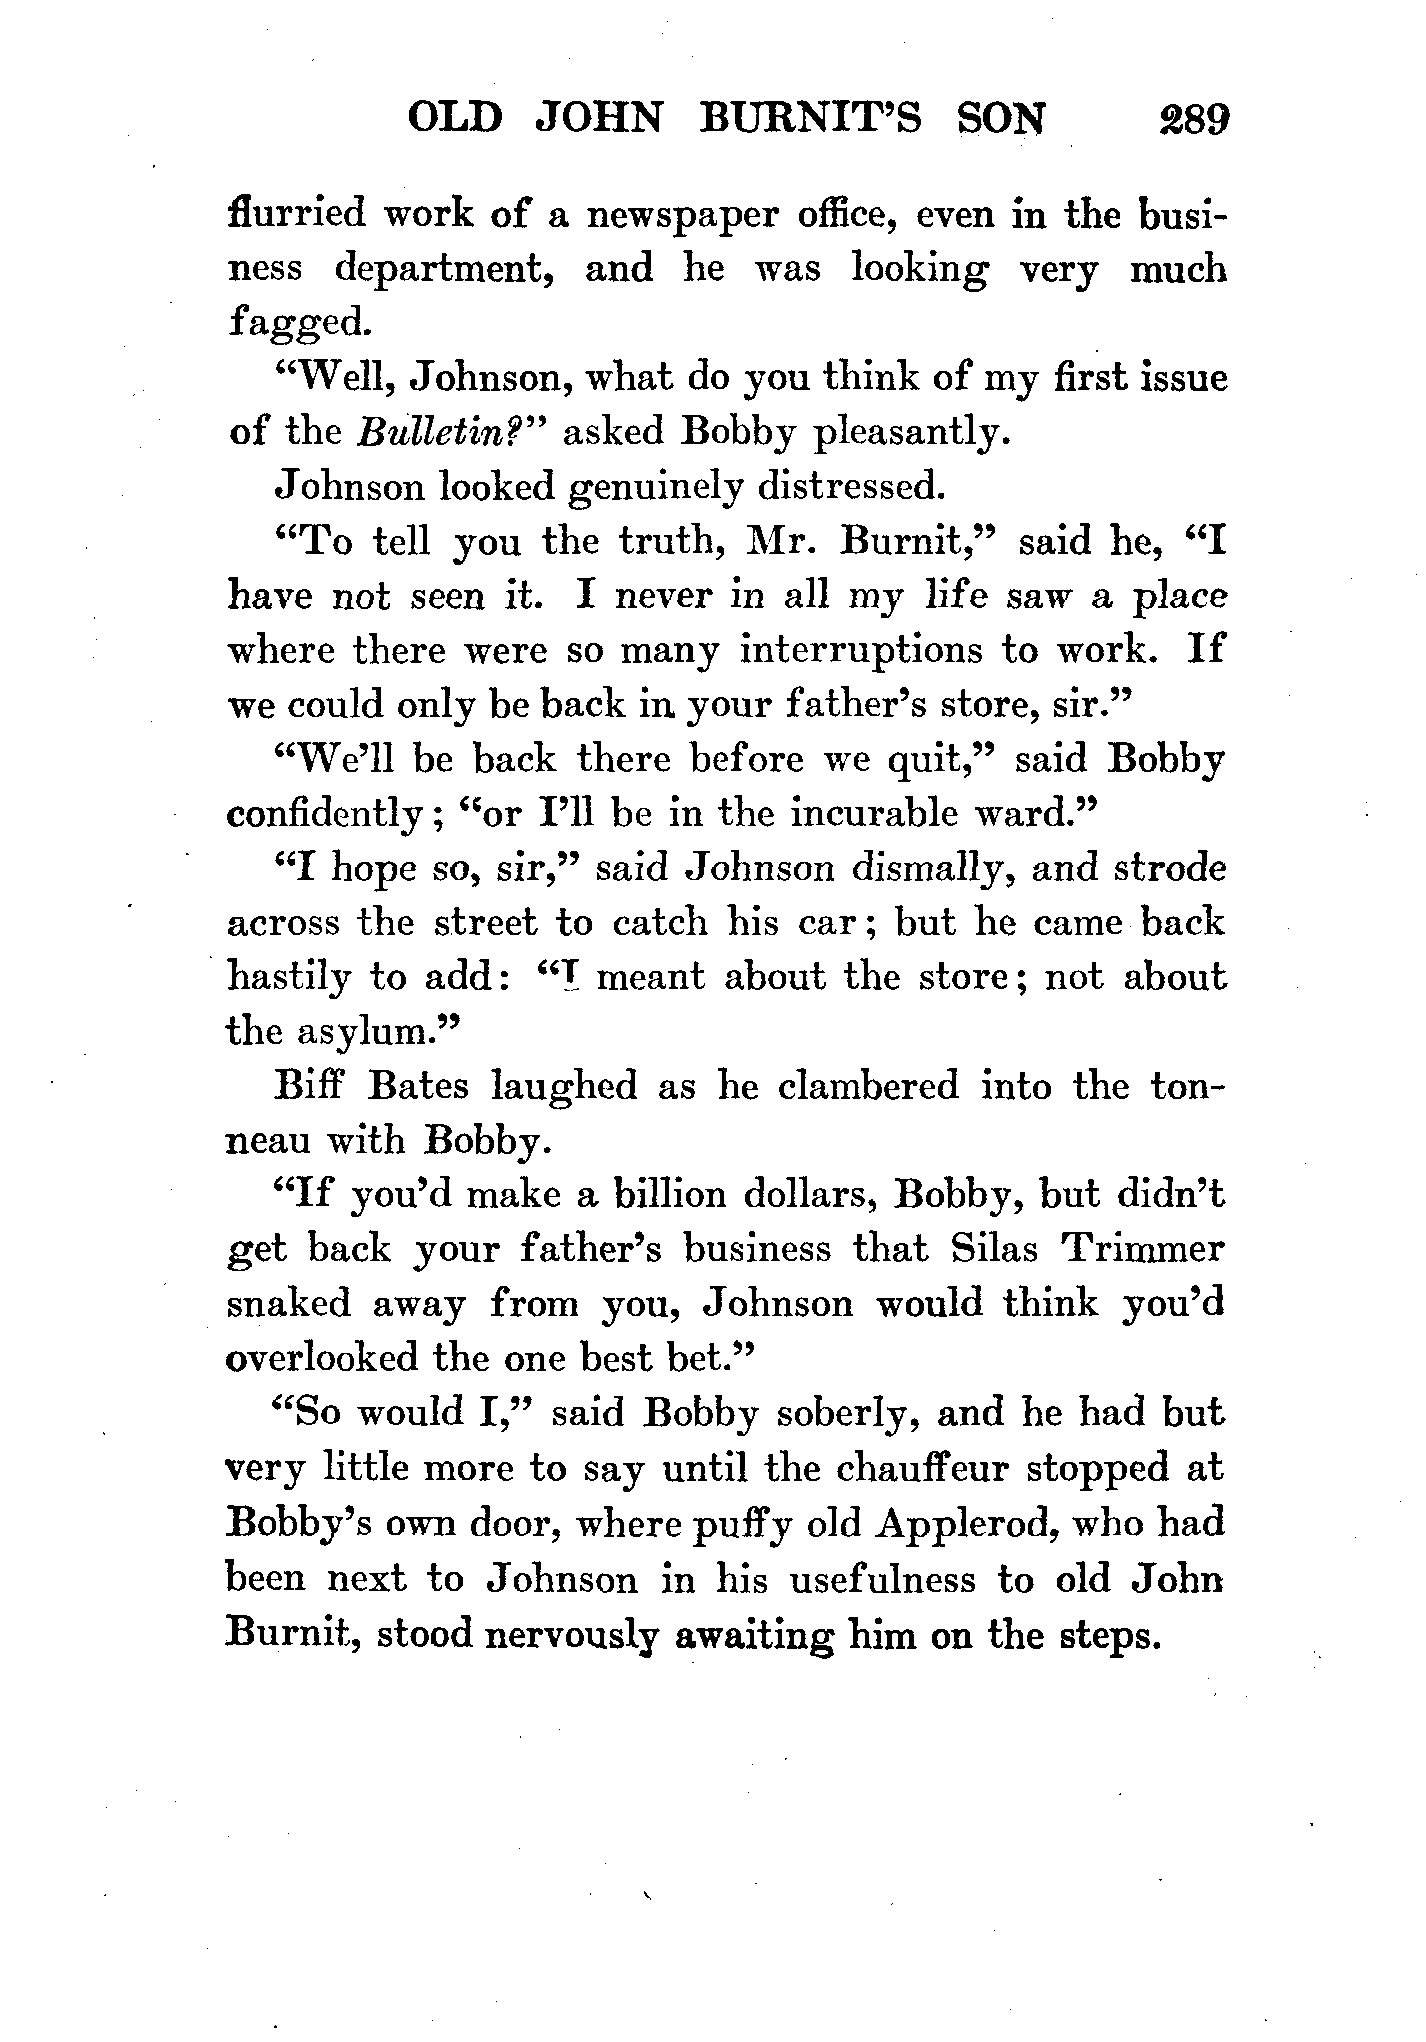 OLD JOHN BURNIT'S SON 289
flurried work of a newspaper office, even in the busi-
ness department, and he was looking very much
fagged.
“Well, Johnson, what do you think of my first issue
of the Bulletin?” asked Bobby pleasantly.
Johnson looked genuinely distressed.
“To tell you the truth, Mr. Burnit,” said he, “I
have not seen it. I never in all my life saw a place
where there were so many interruptions to work. If
we could only be back in your father’s store, sir.”
“We’ll be back there before we quit,” said Bobby
confidently; “or I’ll be in the incurable ward.”
“I hope so, sir,” said Johnson dismally, and strode
across the street to catch his car; but he came back
hastily to add: “I meant about the store; not about
the asylum.”
Biff Bates laughed as he clambered into the ton-
neau with Bobby.
“If you’d make a billion dollars, Bobby, but didn’t
get back your father’s business that Silas Trimmer
snaked away from you, Johnson would think you’d
overlooked the one best bet.”
“So would I,” said Bobby soberly, and he had but
very little more to say until the chauffeur stopped at
Bobby’s own door, where puffy old Applerod, who had
been next to Johnson in his usefulness to old John
Burnit, stood nervously awaiting him on the steps.